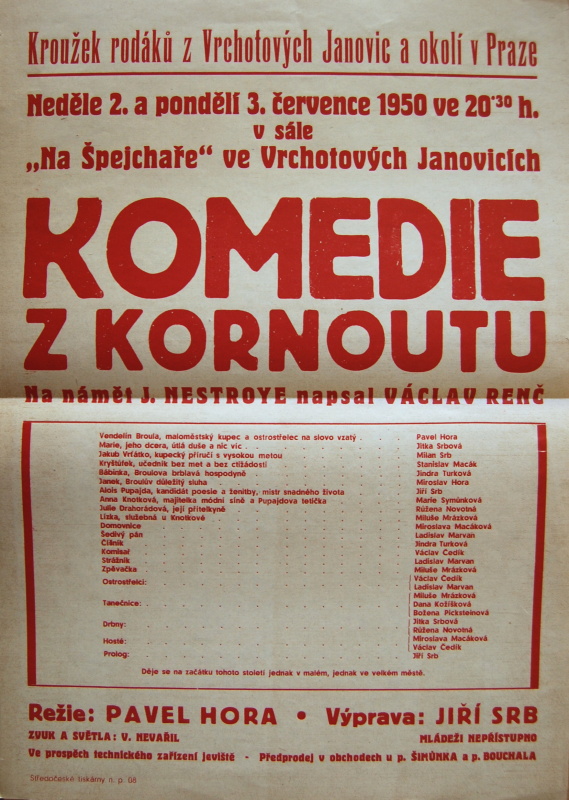 Kroužek rodáků z Vrchotových Janovic a okolí v Praze
Neděle 2. a pondělí 3. července 1950 ve 20·30 h.
v sále
„Na Špejchaře“ ve Vrchotových Janovicích
KOMEDIE
Z KORNOUTU
Na námět J. NESTROYE napsal VÁCLAV RENČ
Vendelín Broula, maloměstský kupec a ostrostřelec na slovo vzatý . . . . Pavel Hora
Marie, jeho dcera, útlá duše a nic víc . . . . Jitka Srbová
Jakub Vrťátko, kupecký příručí s vysokou metou . . . . Milan Srb
Kryštůfek, učedník bez met a bez ctižádosti . . . . Stanislav Macák
Bábinka, Broulova brblavá hospodyně . . . . Jindra Turková
Janek, Broulův důležitý sluha . . . . Miroslav Hora
Alois Pupajda, kandidát poesie a ženitby, mistr snadného života . . . . Jiří Srb
Anna Knotková, majitelka módní síně a Pupajdova tetička . . . . Marie Symůnková
Julie Drahorádová, její přítelkyně . . . . Růžena Novotná
Lízka, služebná u Knotkové . . . . Miluše Mrázková
Domovnice . . . . Miroslava Macáková
Šedivý pán . . . . Ladislav Marvan
Číšník . . . . Jindra Turková
Komisař . . . . Václav Čedík
Strážník . . . . Ladislav Marvan
Zpěvačka . . . . Miluše Mrázková
Ostrostřelci: . . . . Václav Čedík
Ladislav Marvan
Tanečnice: . . . . Miluše Mrázková
Dana Kožíšková
Božena Picksteinová
Drbny: . . . . Jitka Srbová
Růžena Novotná
Hosté: . . . . Miroslava Macáková
Václav Čedík
Prolog: . . . . Jiří Srb
Děje se na začátku tohoto století jednak v malém, jednak ve velkém městě.
Režie: PAVEL HORA • Výprava: JIŘÍ SRB
ZVUK A SVĚTLA: V. NEVAŘIL MLÁDEŽI NEPŘÍSTUPNO
Ve prospěch technického zařízení jeviště - Předprodej v obchodech u p. ŠIMŮNKA a p. BOUCHALA
Středočeské tiskárny n. p. 08